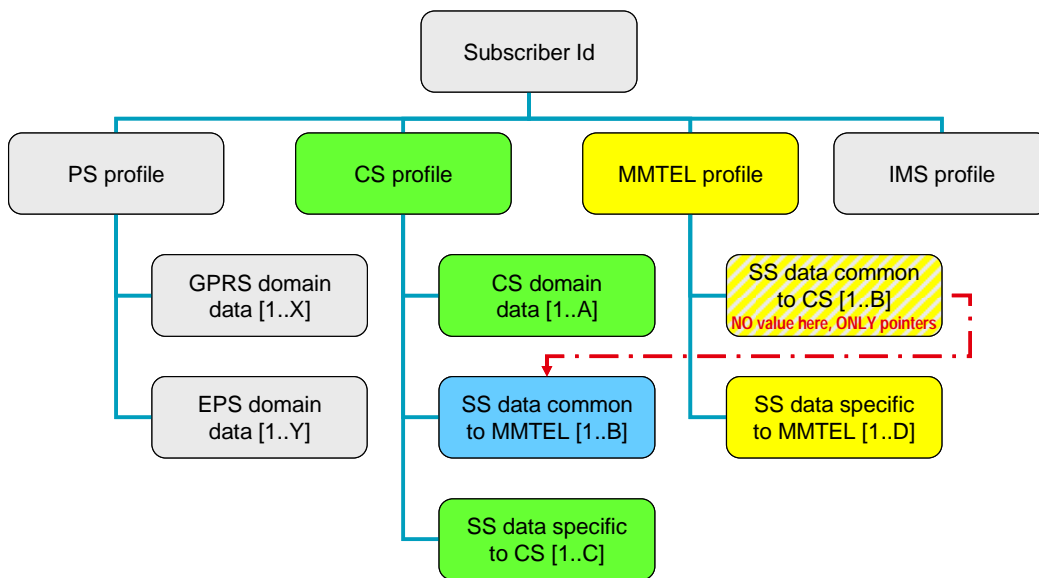 Subscriber Id
PS profile
CS profile
MMTEL profile
IMS profile
GPRS domain
data [1..X]
CS domain
data [1..A]
SS data common
to CS [1..B]
NO value here, ONLY pointers
EPS domain
data [1..Y]
SS data common
to MMTEL [1..B]
SS data specific
to MMTEL [1..D]
SS data specific
to CS [1..C]